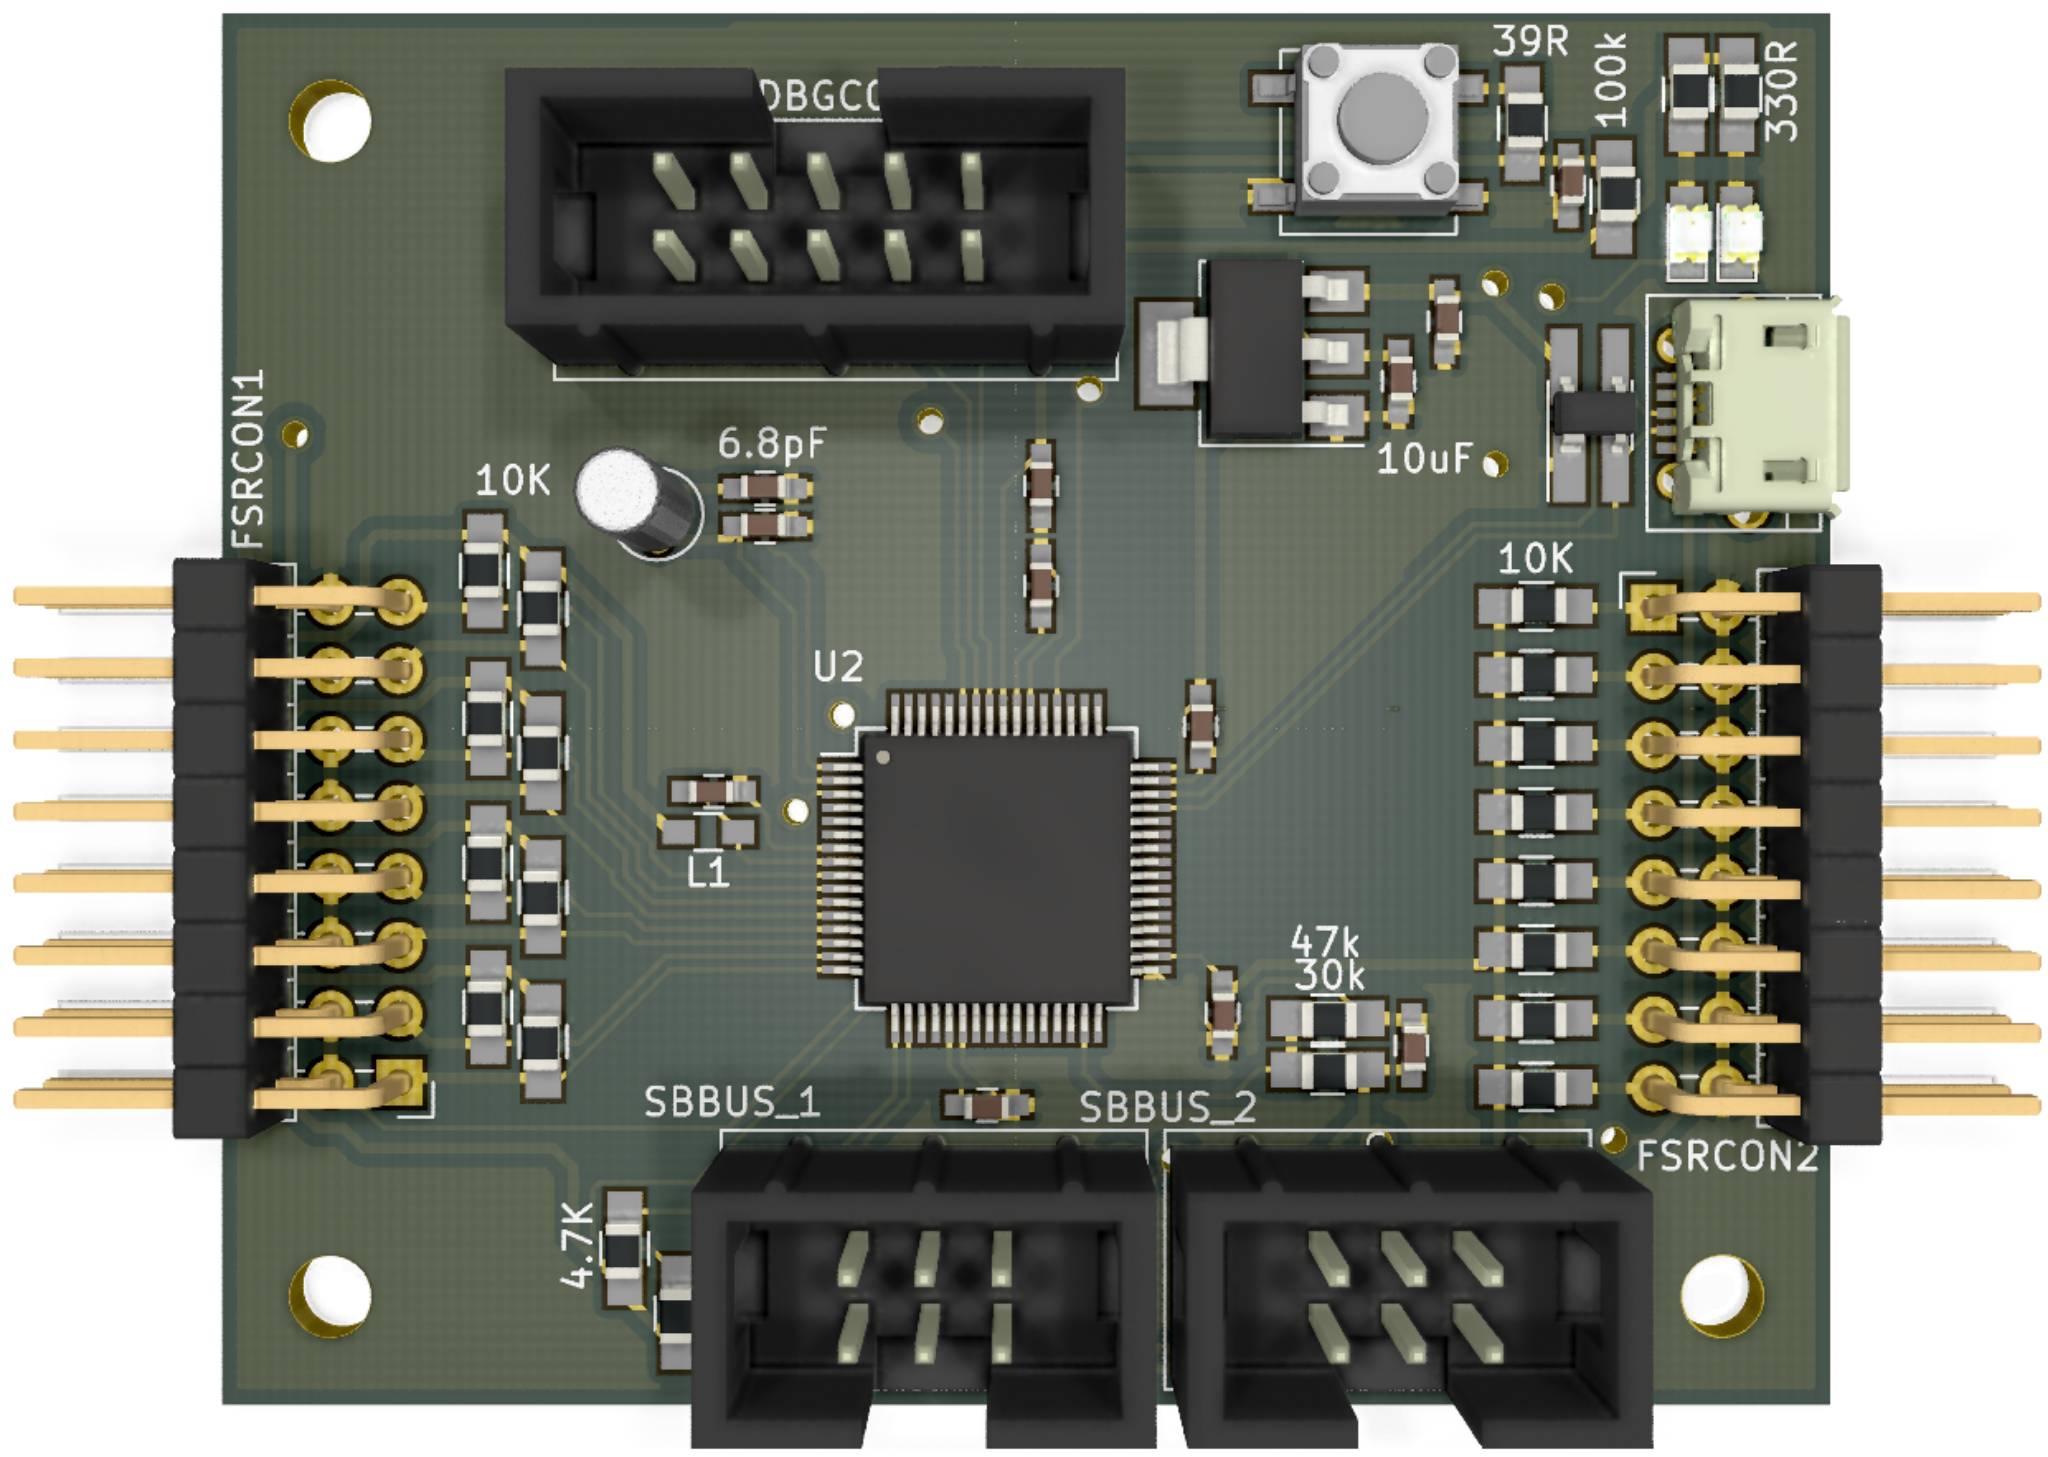 39R
100k
330R
DBGCO
FSRCON1
6.8pF
10K
10uF
10K
U2
L1
47k
30k
SBBUS_1
SBBUS_2
FSRCON2
4.7K